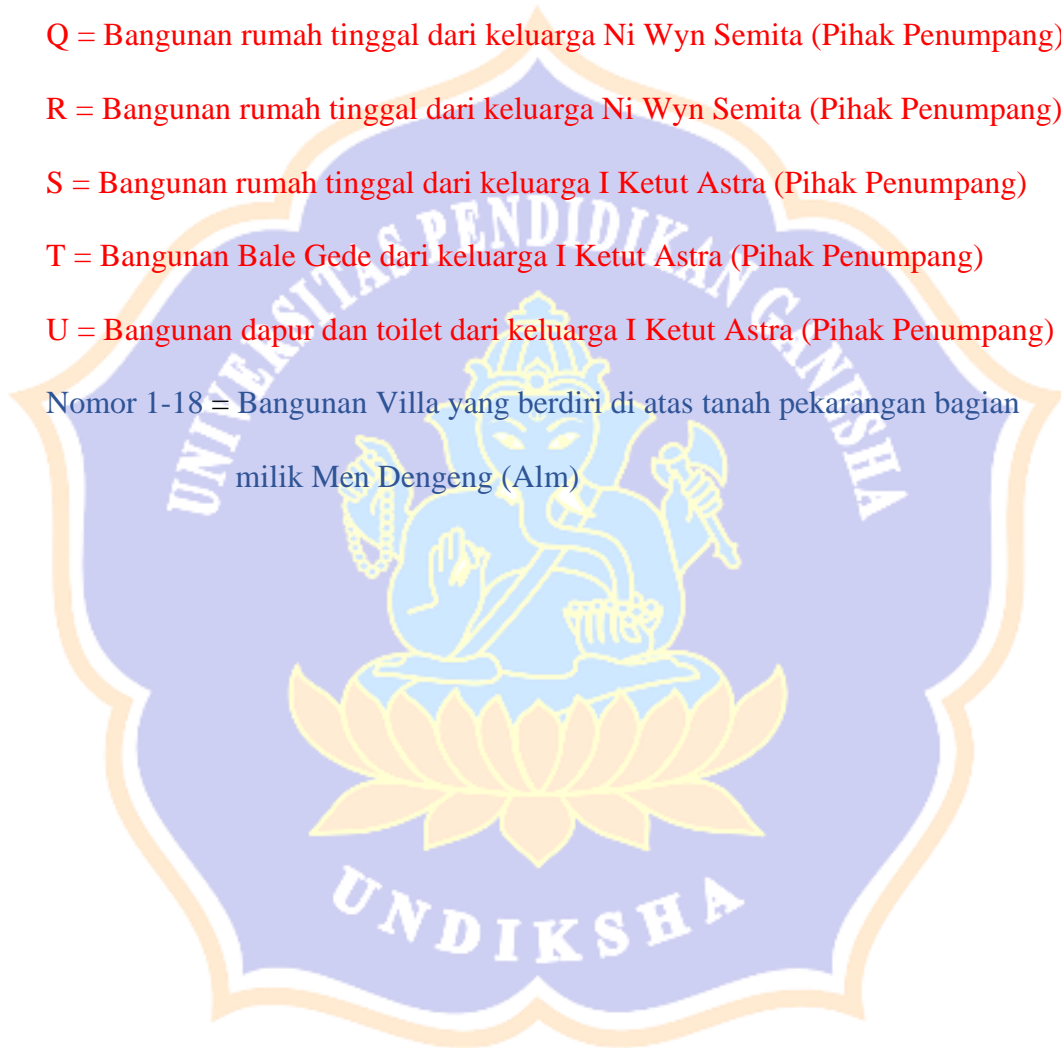 Q = Bangunan rumah tinggal dari keluarga Ni Wyn Semita (Pihak Penumpang)
R = Bangunan rumah tinggal dari keluarga Ni Wyn Semita (Pihak Penumpang)
S = Bangunan rumah tinggal dari keluarga I Ketut Astra (Pihak Penumpang)
T = Bangunan Bale Gede dari keluarga I Ketut Astra (Pihak Penumpang)
U = Bangunan dapur dan toilet dari keluarga I Ketut Astra (Pihak Penumpang)
Nomor 1-18 = Bangunan Villa yang berdiri di atas tanah pekarangan bagian
milik Men Dengeng (Alm)
UNIVERSITAS PENDIDIKAN GANESHA
UNDIKSHA